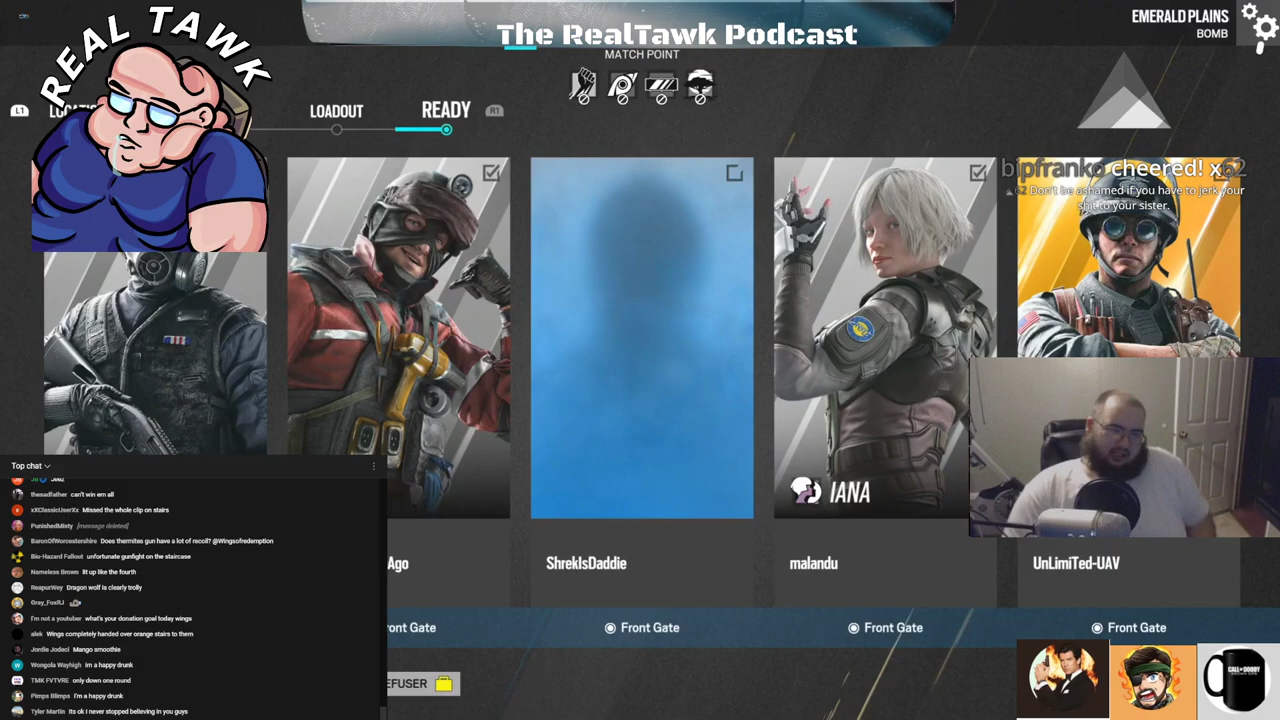 REAL TAWK
The RealTawk Podcast
MATCH POINT
EMERALD PLAINS
BOMB
L1
LOADOUT
READY
R1
bipfranko cheered! x62
62 Don't be ashamed if you have to jerk your
shit to your sister.
IANA
Top chat
thesadfather can't win em all
xXClassicUserXx Missed the whole clip on stairs
PunishedMisty [message deleted]
BaronOfWorcestershire Does thermites gun have a lot of recoil? @Wingsofredemption
Bio-Hazard Fallout unfortunate gunfight on the staircase
Nameless Brown lit up like the fourth
ReapurWey Dragon wolf is clearly trolly
Gray_FoxRJ
I'm not a youtuber what's your donation goal today wings
alek Wings completely handed over orange stairs to them
Jordie Jodeci Mango smoothie
Wongola Wayhigh im a happy drunk
TMK FVTVRE only down one round
Pimps Blimps I'm a happy drunk
Tyler Martin Its ok I never stopped believing in you guys
Ago
ShrekIsDaddie
malandu
UnLimiTed-UAV
ront Gate
Front Gate
Front Gate
Front Gate
EFUSER
CALL OF DOODY